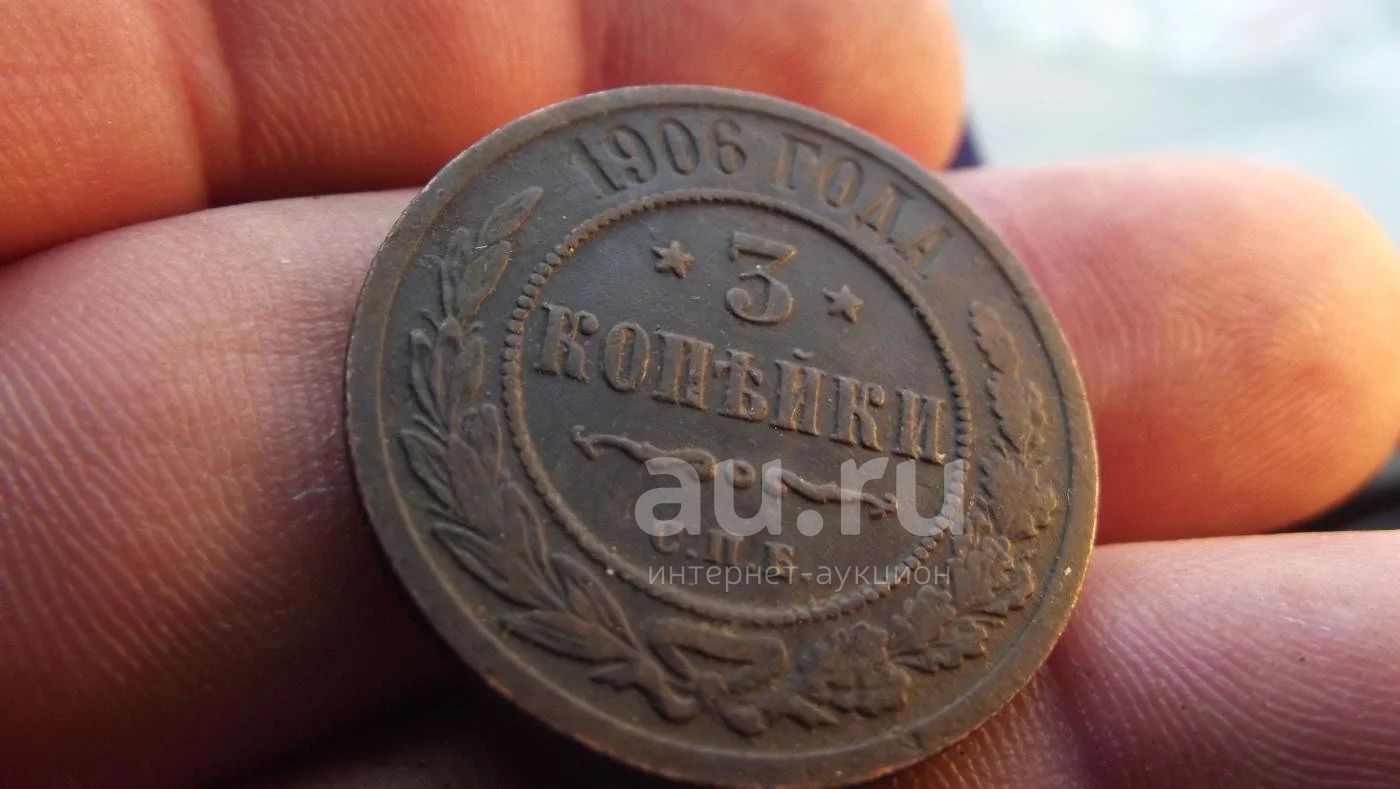 1906 ГОДА
3
КОПѢЙКИ
С.П.Б
au.ru
интернет-аукцион